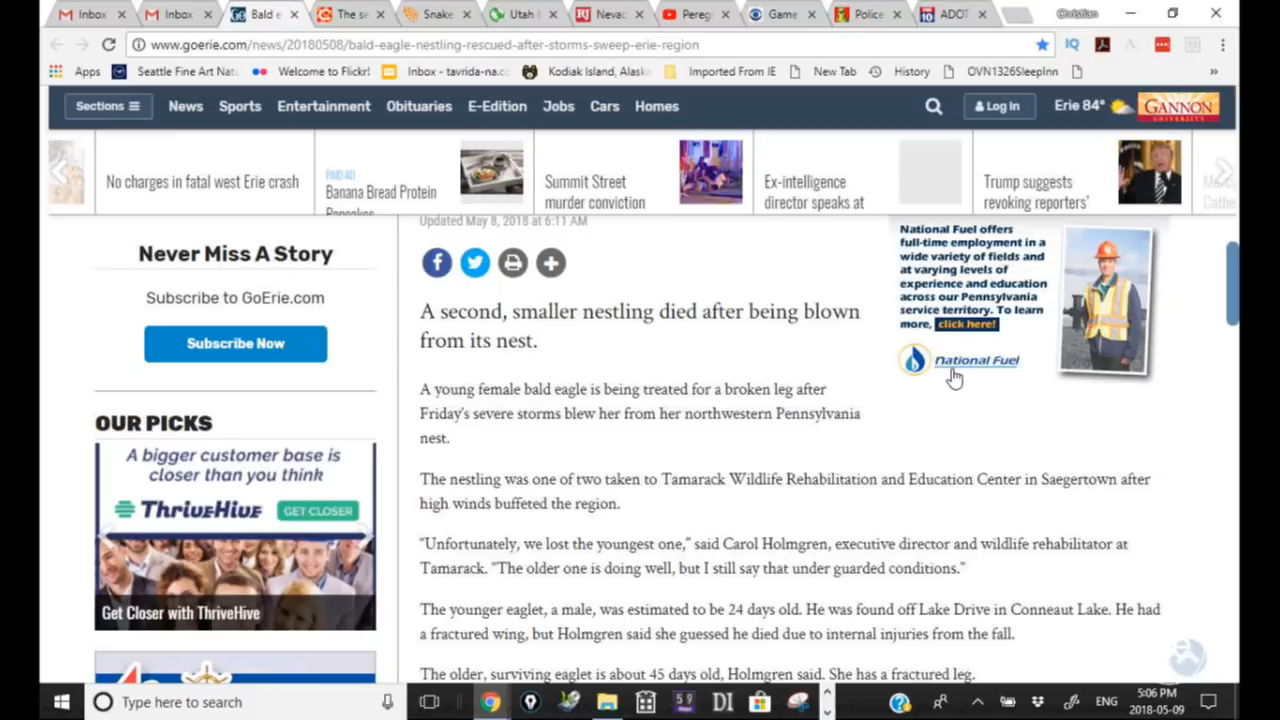 Inbox
Inbox
Bald e
The se
Snake
Utah
Nevac
Pereg
Game
Police
ADOT
Christian
www.goerie.com/news/20180508/bald-eagle-nestling-rescued-after-storms-sweep-erie-region
Apps
Seattle Fine Art Nat
Welcome to Flickr!
Inbox - tavrida-na.cc
Kodiak Island, Alaska
Imported From IE
New Tab
History
OVN1326SleepInn
Sections
News
Sports
Entertainment
Obituaries
E-Edition
Jobs
Cars
Homes
Log In
Erie 84°
GANNON
UNIVERSITY
No charges in fatal west Erie crash
PAID AD
Banana Bread Protein
Pancakes
Summit Street
murder conviction
Ex-intelligence
director speaks at
Trump suggests
revoking reporters'
Updated May 8, 2018 at 6:11 AM
Never Miss A Story
Subscribe to GoErie.com
Subscribe Now
OUR PICKS
A bigger customer base is
closer than you think
ThriveHive
GET CLOSER
Get Closer with ThriveHive
A second, smaller nestling died after being blown
from its nest.
A young female bald eagle is being treated for a broken leg after
Friday's severe storms blew her from her northwestern Pennsylvania
nest.
The nestling was one of two taken to Tamarack Wildlife Rehabilitation and Education Center in Saegertown after
high winds buffeted the region.
"Unfortunately, we lost the youngest one," said Carol Holmgren, executive director and wildlife rehabilitator at
Tamarack. "The older one is doing well, but I still say that under guarded conditions."
The younger eaglet, a male, was estimated to be 24 days old. He was found off Lake Drive in Conneaut Lake. He had
a fractured wing, but Holmgren said she guessed he died due to internal injuries from the fall.
The older, surviving eaglet is about 45 days old, Holmgren said. She has a fractured leg.
National Fuel offers
full-time employment in a
wide variety of fields and
at varying levels of
experience and education
across our Pennsylvania
service territory. To learn
more, click here!
National Fuel
Type here to search
59
DI
ENG
5:06 PM
2018-05-09